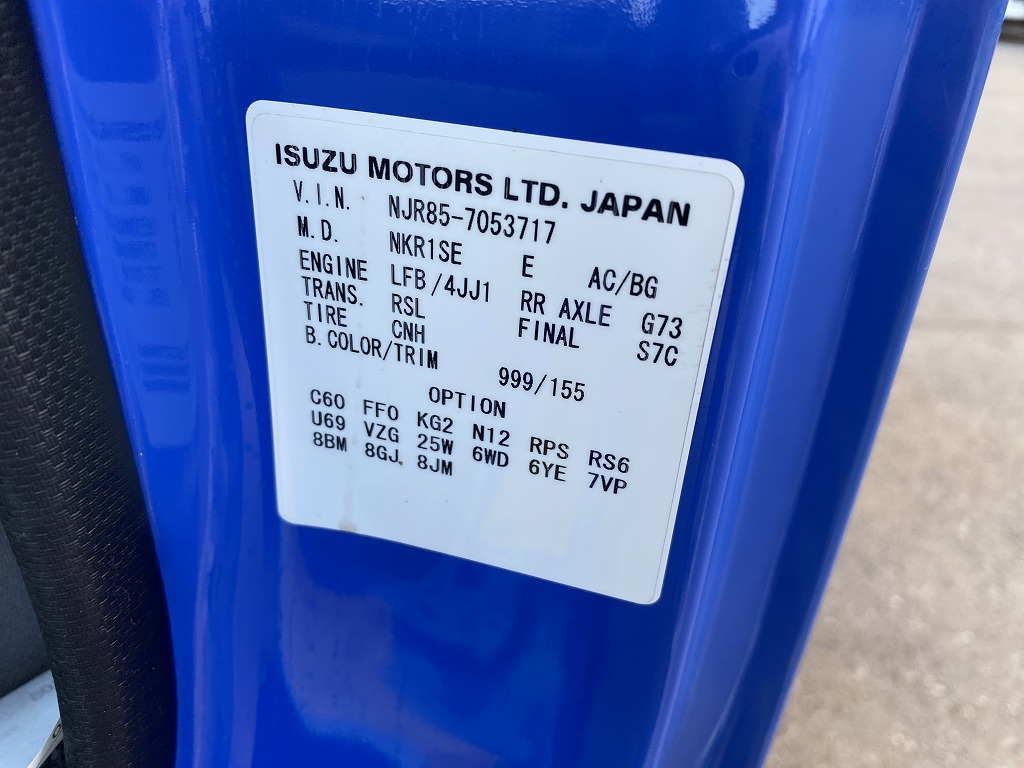 ISUZU MOTORS LTD. JAPAN
V.I.N. NJR85-7053717
M.D. NKR1SE E AC/BG
ENGINE LFB/4JJ1 RR AXLE G73
TRANS. RSL FINAL S7C
TIRE CNH
B.COLOR/TRIM 999/155
OPTION
C60 FF0 KG2 N12 RPS RS6
U69 VZG 25W 6WD 6YE 7VP
8BM 8GJ 8JM